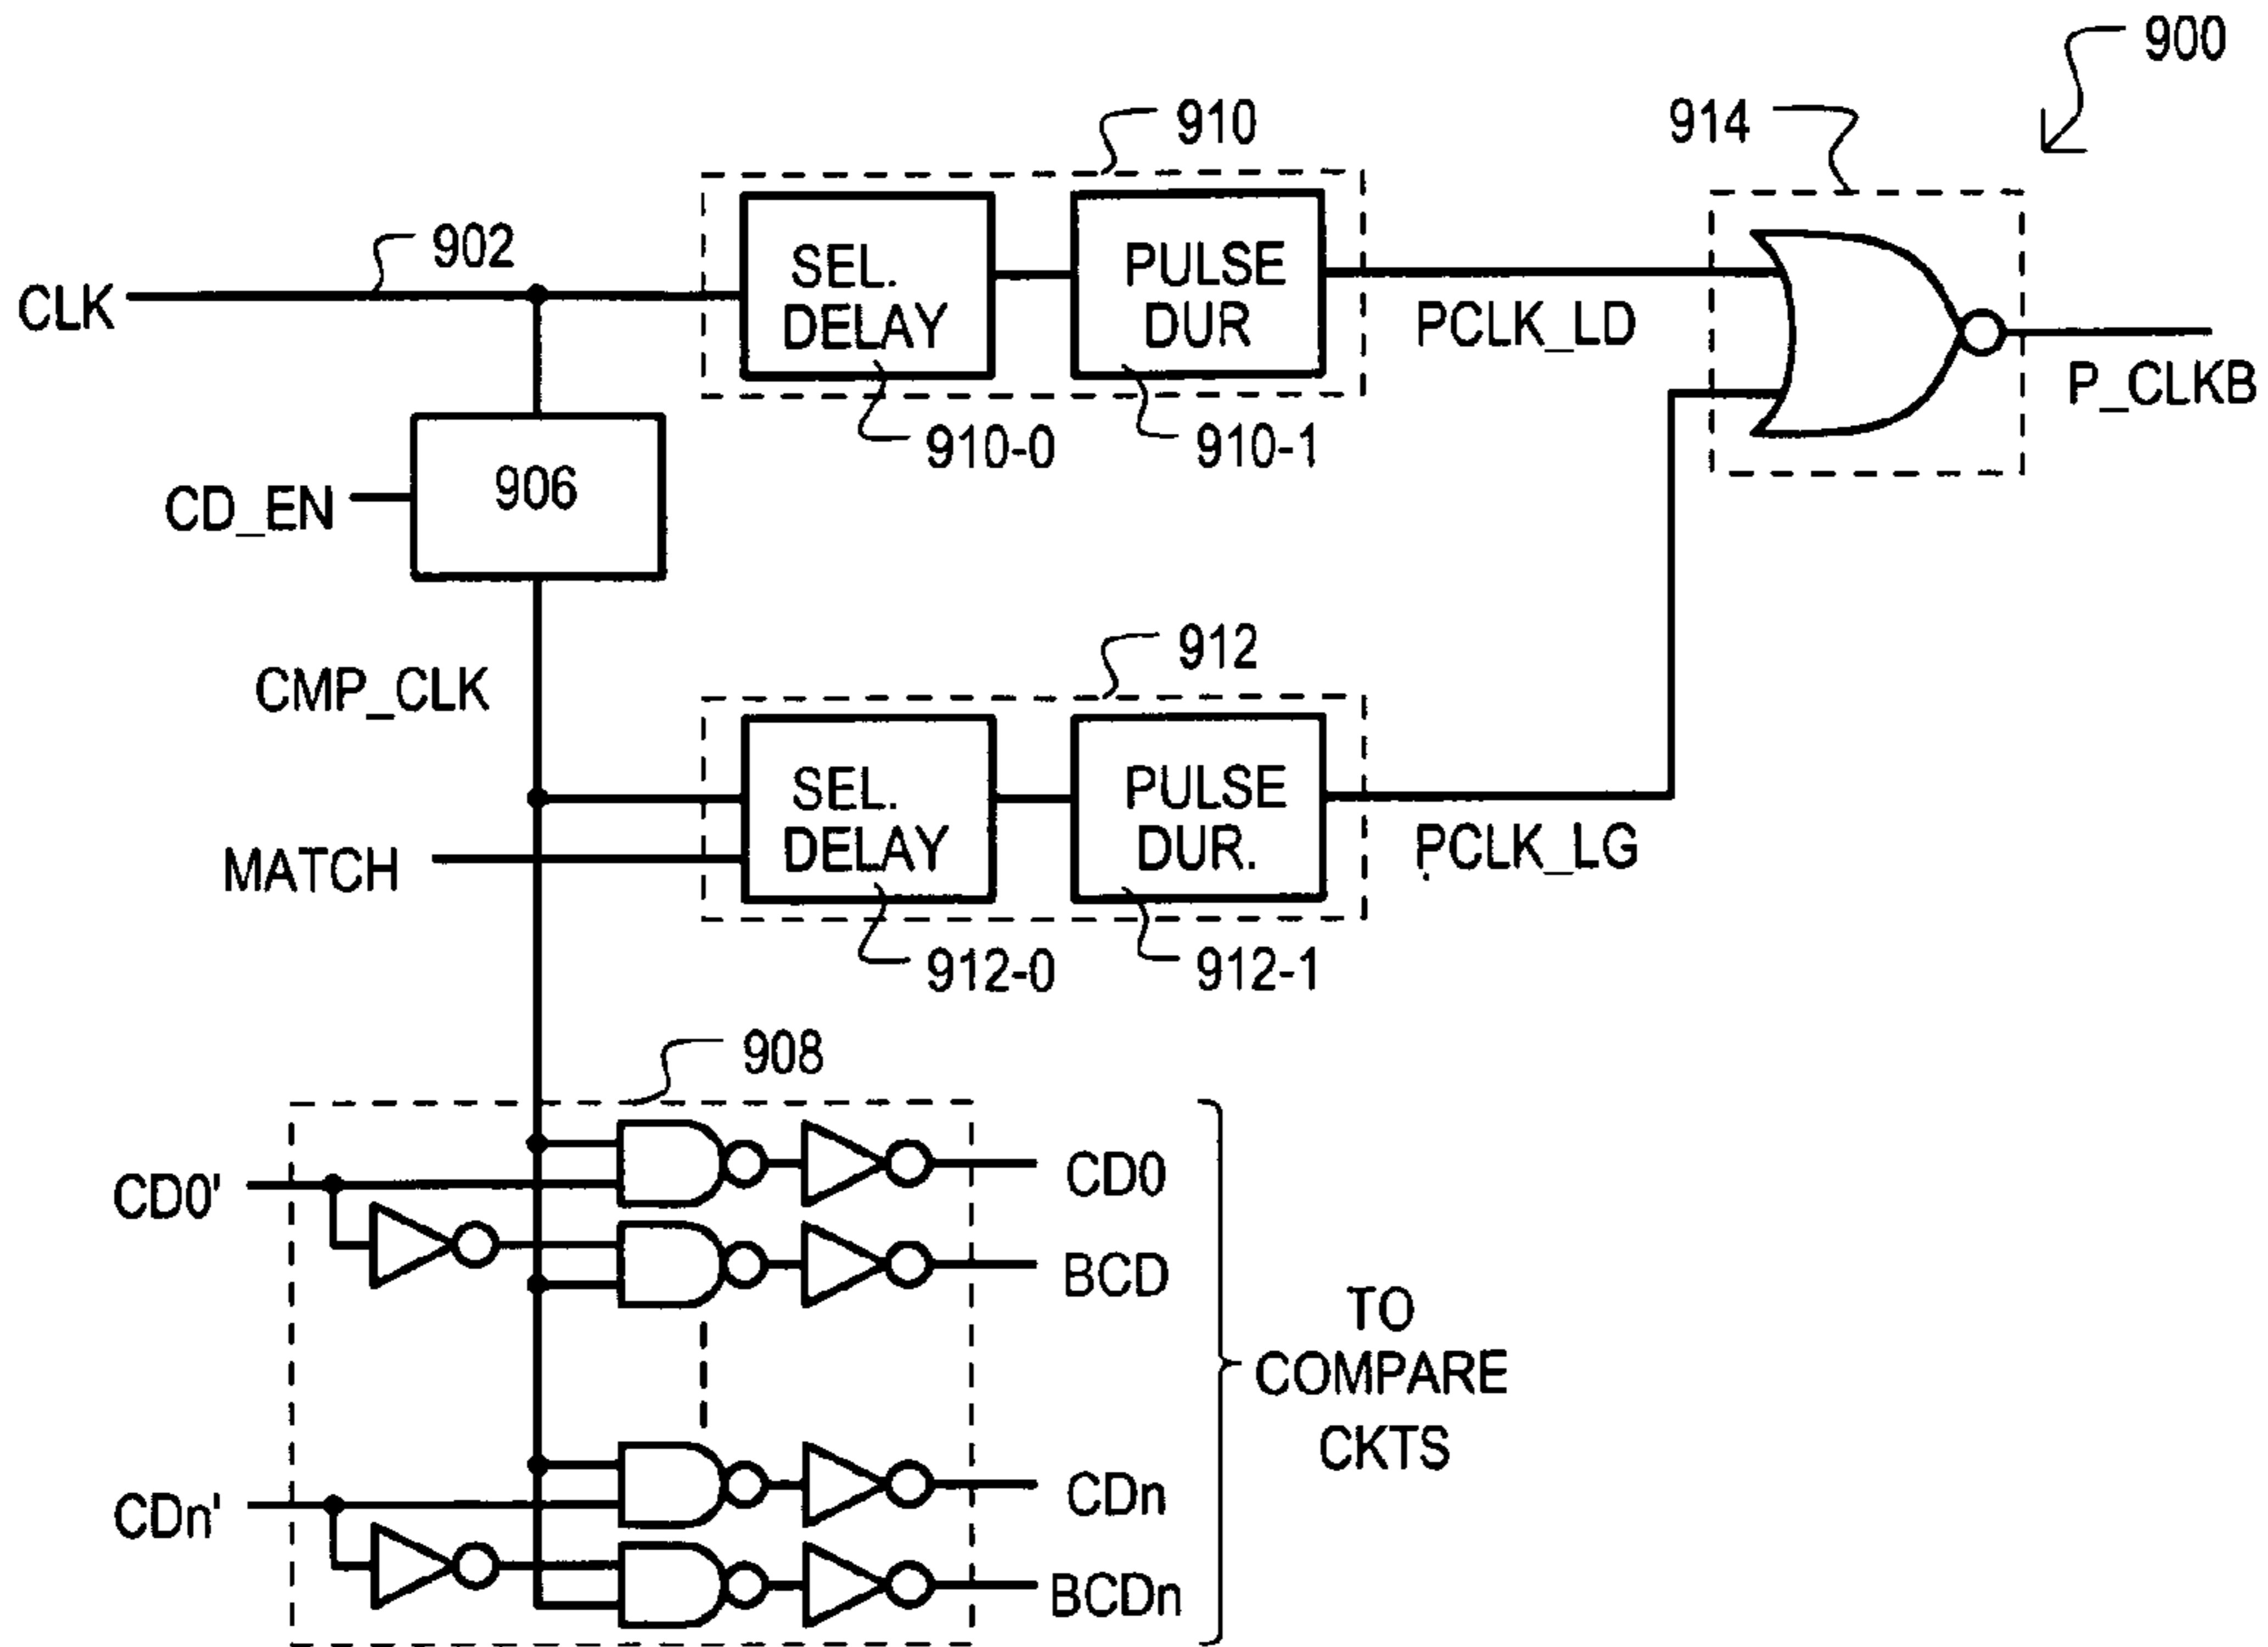 900
910
914
902
CLK
SEL.
DELAY
PULSE
DUR
PCLK_LD
P_CLKB
910-0
910-1
CD_EN
906
912
CMP_CLK
SEL.
DELAY
PULSE
DUR.
MATCH
PCLK_LG
912-0
912-1
908
CD0'
CD0
BCD
TO
COMPARE
CKTS
CDn'
CDn
BCDn